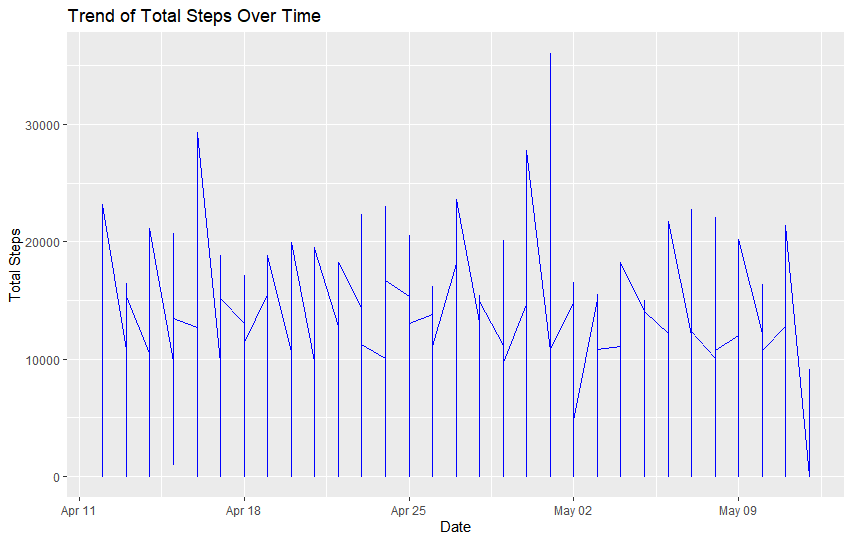 Trend of Total Steps Over Time
Total Steps
30000
20000
10000
0
Apr 11
Apr 18
Apr 25
May 02
May 09
Date